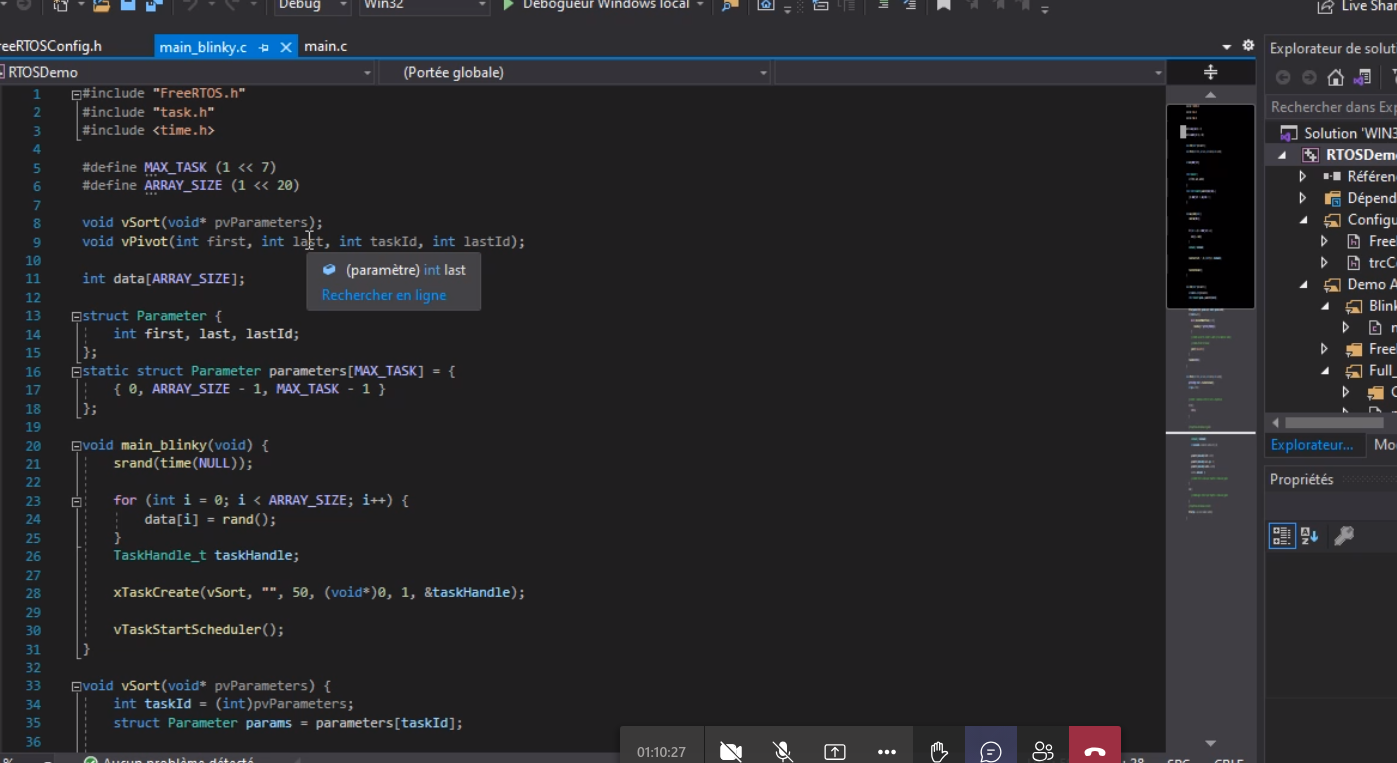 Debug Win32 Débogueur Windows local Live Shar
reeRTOSConfig.h main_blinky.c main.c
RTOSDemo (Portée globale)
1 #include "FreeRTOS.h"
2 #include "task.h"
3 #include <time.h>
4
5 #define MAX_TASK (1 << 7)
6 #define ARRAY_SIZE (1 << 20)
7
8 void vSort(void* pvParameters);
9 void vPivot(int first, int last, int taskId, int lastId);
10
(paramètre) int last
Rechercher en ligne
11 int data[ARRAY_SIZE];
12
13 struct Parameter {
14 int first, last, lastId;
15 };
16 static struct Parameter parameters[MAX_TASK] = {
17 { 0, ARRAY_SIZE - 1, MAX_TASK - 1 }
18 };
19
20 void main_blinky(void) {
21 srand(time(NULL));
22
23 for (int i = 0; i < ARRAY_SIZE; i++) {
24 data[i] = rand();
25 }
26 TaskHandle_t taskHandle;
27
28 xTaskCreate(vSort, "", 50, (void*)0, 1, &taskHandle);
29
30 vTaskStartScheduler();
31 }
32
33 void vSort(void* pvParameters) {
34 int taskId = (int)pvParameters;
35 struct Parameter params = parameters[taskId];
36
01:10:27
% Aucun problème détecté
Explorateur de soluti
Rechercher dans Exp
Solution 'WIN3
RTOSDemo
Référen
Dépend
Configu
Free
trcC
Demo A
Blink
Free
Full_
Explorateur... Mo
Propriétés